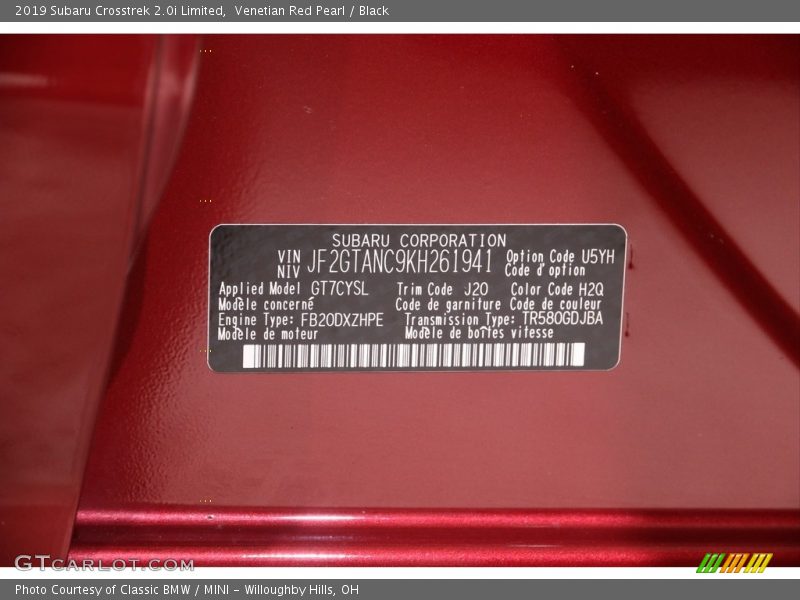 2019 Subaru Crosstrek 2.0i Limited,  Venetian Red Pearl / Black
SUBARU CORPORATION
VIN
NIV JF2GTANC9KH261941 Option Code U5YH
Code d'option
Applied Model GT7CYSL Trim Code J20 Color Code H2Q
Modèle concerné Code de garniture Code de couleur
Engine Type: FB20DXZHPE Transmission Type: TR580GDJBA
Modèle de moteur Modèle de boîtes vitesse
GTCARLOT.COM
Photo Courtesy of Classic BMW / MINI - Willoughby Hills, OH